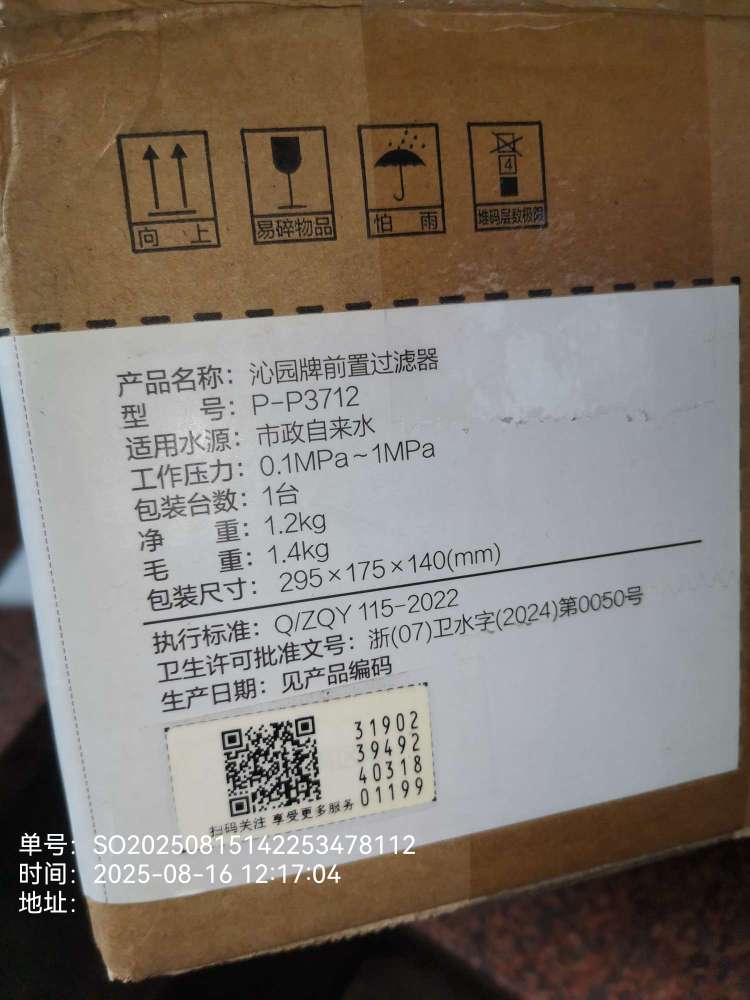 向 上
易碎物品
怕 雨
4
堆码层数极限
产品名称：沁园牌前置过滤器
型 号：P-P3712
适用水源：市政自来水
工作压力：0.1MPa~1MPa
包装台数：1台
净 重：1.2kg
毛 重：1.4kg
包装尺寸：295×175×140(mm)
执行标准：Q/ZQY 115-2022
卫生许可批准文号：浙(07)卫水字(2024)第0050号
生产日期：见产品编码
31902
39492
40318
01199
扫码关注 享受更多服务
单号：SO20250815142253478112
时间：2025-08-16 12:17:04
地址：